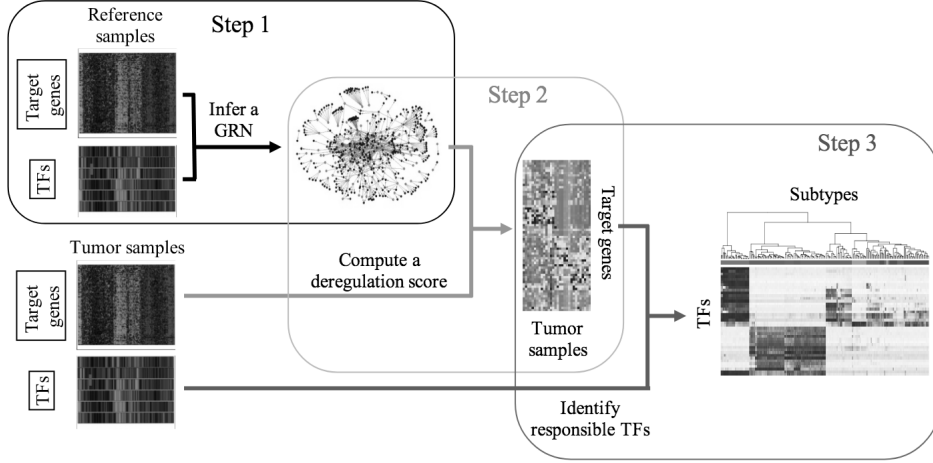 Step 1
Reference
samples
Target
genes
TFs
Infer a
GRN
Step 2
Step 3
Tumor samples
Target
genes
TFs
Compute a
deregulation score
Target genes
Tumor
samples
Subtypes
TFs
Identify
responsible TFs